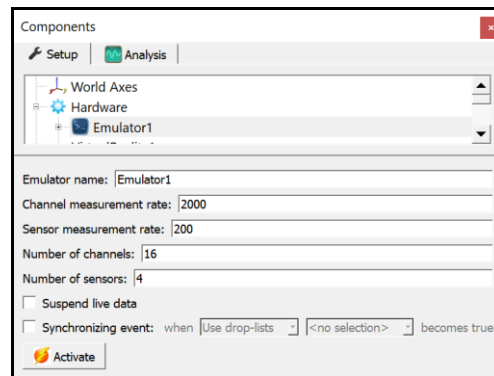 Components
Setup Analysis
World Axes
Hardware
Emulator1
Emulator name: Emulator1
Channel measurement rate: 2000
Sensor measurement rate: 200
Number of channels: 16
Number of sensors: 4
Suspend live data
Synchronizing event: when Use drop-lists <no selection> becomes true
Activate